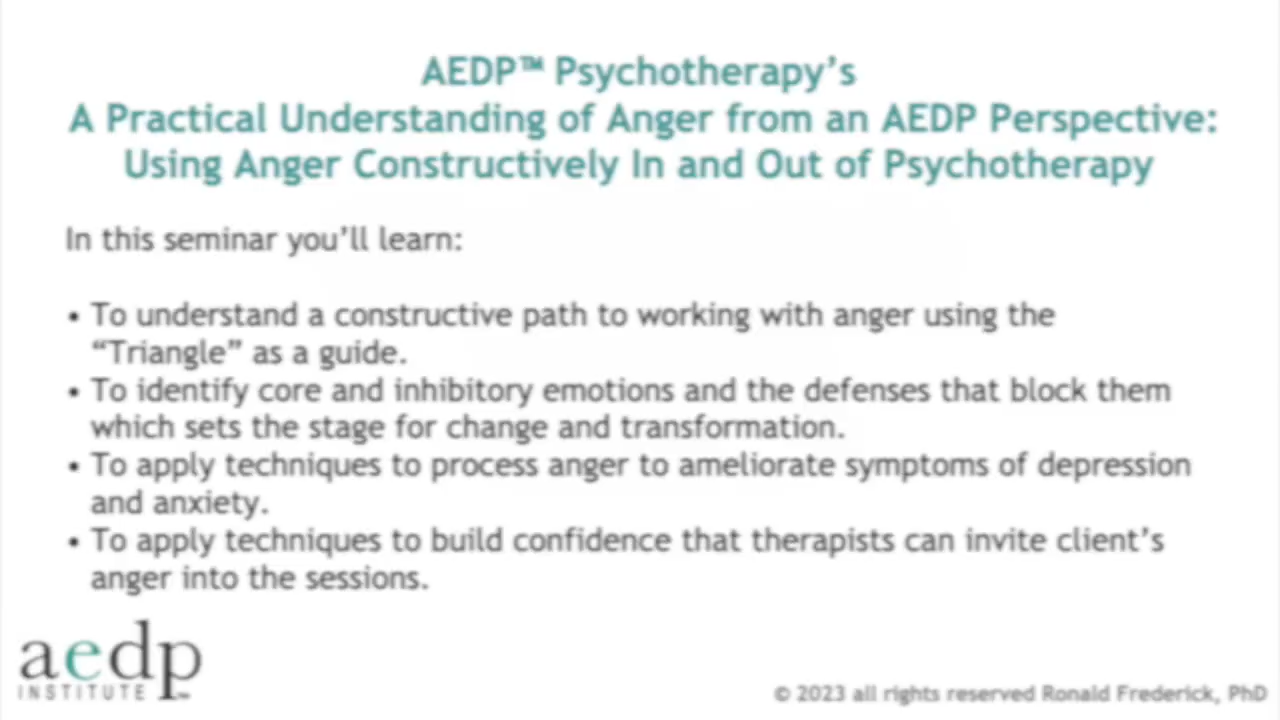 AEDP™ Psychotherapy's
A Practical Understanding of Anger from an AEDP Perspective:
Using Anger Constructively In and Out of Psychotherapy
In this seminar you'll learn:
• To understand a constructive path to working with anger using the
“Triangle” as a guide.
• To identify core and inhibitory emotions and the defenses that block them
which sets the stage for change and transformation.
• To apply techniques to process anger to ameliorate symptoms of depression
and anxiety.
• To apply techniques to build confidence that therapists can invite client's
anger into the sessions.
aedp
INSTITUTE™
© 2023 all rights reserved Ronald Frederick, PhD